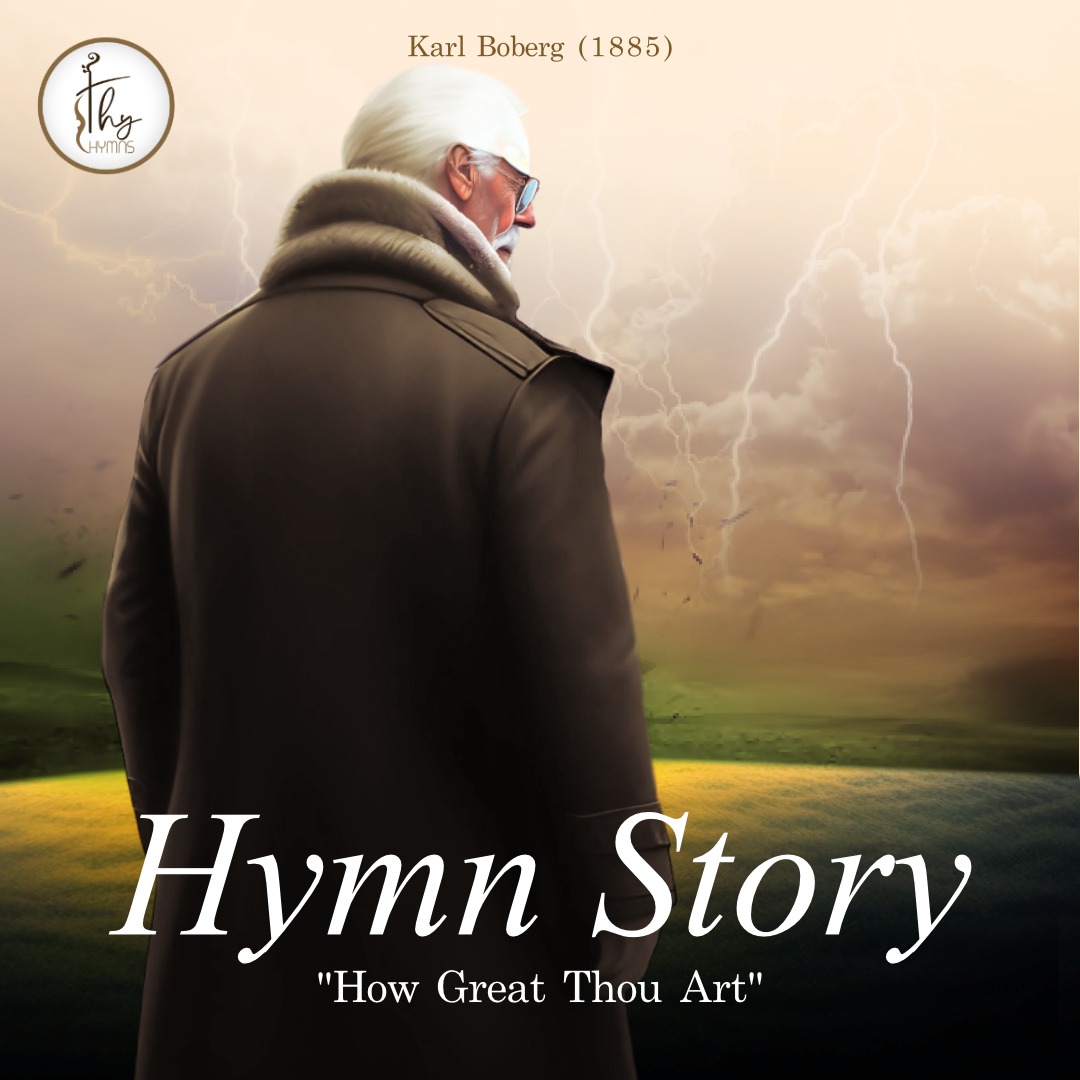 Karl Boberg (1885)
Thy
HYMNS
Hymn Story
"How Great Thou Art"